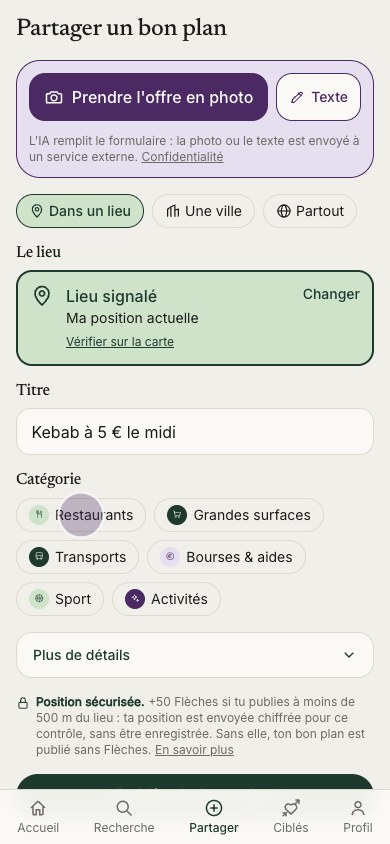 Partager un bon plan
Prendre l'offre en photo
Texte
L'IA remplit le formulaire : la photo ou le texte est envoyé à
un service externe. Confidentialité
Dans un lieu
Une ville
Partout
Le lieu
Lieu signalé
Changer
Ma position actuelle
Vérifier sur la carte
Titre
Kebab à 5 € le midi
Catégorie
Restaurants
Grandes surfaces
Transports
Bourses & aides
Sport
Activités
Plus de détails
Position sécurisée. +50 Flèches si tu publies à moins de
500 m du lieu : ta position est envoyée chiffrée pour ce
contrôle, sans être enregistrée. Sans elle, ton bon plan est
publié sans Flèches. En savoir plus
Accueil
Recherche
Partager
Ciblés
Profil